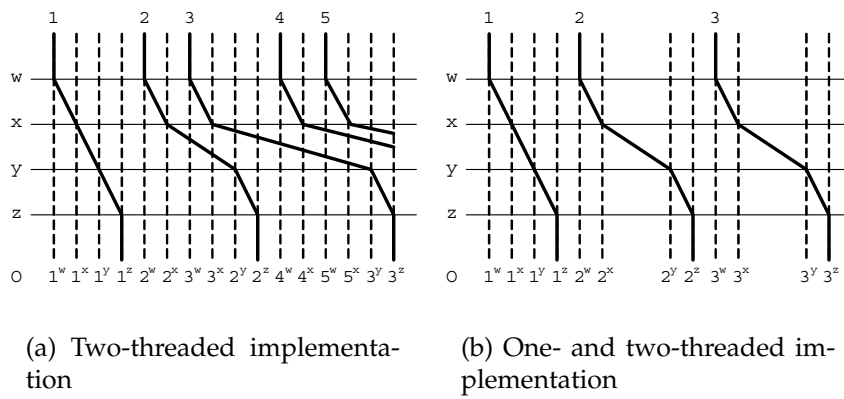 1 2 3 4 5
w
x
y
z
O 1ʷ 1ˣ 1ʸ 1ᶻ 2ʷ 2ˣ 3ʷ 3ˣ 2ʸ 2ᶻ 4ʷ 4ˣ 5ʷ 5ˣ 3ʸ 3ᶻ
(a) Two-threaded implementa-
tion
1 2 3
w
x
y
z
O 1ʷ 1ˣ 1ʸ 1ᶻ 2ʷ 2ˣ 2ʸ 2ᶻ 3ʷ 3ˣ 3ʸ 3ᶻ
(b) One- and two-threaded im-
plementation